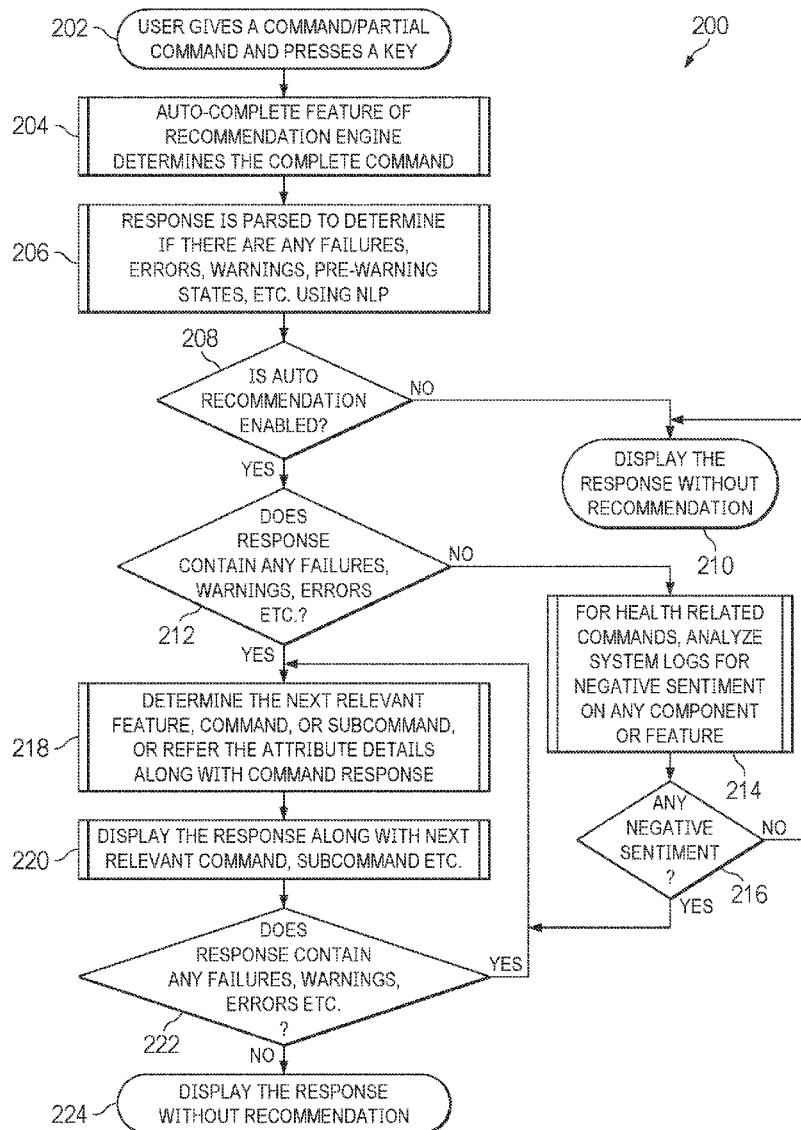 202
USER GIVES A COMMAND/PARTIAL
COMMAND AND PRESSES A KEY
200
204
AUTO-COMPLETE FEATURE OF
RECOMMENDATION ENGINE
DETERMINES THE COMPLETE COMMAND
206
RESPONSE IS PARSED TO DETERMINE
IF THERE ARE ANY FAILURES,
ERRORS, WARNINGS, PRE-WARNING
STATES, ETC. USING NLP
208
IS AUTO
RECOMMENDATION
ENABLED?
NO
YES
DISPLAY THE
RESPONSE WITHOUT
RECOMMENDATION
210
DOES
RESPONSE
CONTAIN ANY FAILURES,
WARNINGS, ERRORS
ETC.?
212
NO
YES
FOR HEALTH RELATED
COMMANDS, ANALYZE
SYSTEM LOGS FOR
NEGATIVE SENTIMENT
ON ANY COMPONENT
OR FEATURE
214
ANY
NEGATIVE
SENTIMENT
?
216
NO
YES
218
DETERMINE THE NEXT RELEVANT
FEATURE, COMMAND, OR SUBCOMMAND,
OR REFER THE ATTRIBUTE DETAILS
ALONG WITH COMMAND RESPONSE
220
DISPLAY THE RESPONSE ALONG WITH NEXT
RELEVANT COMMAND, SUBCOMMAND ETC.
DOES
RESPONSE CONTAIN
ANY FAILURES, WARNINGS,
ERRORS ETC.
?
222
YES
NO
224
DISPLAY THE RESPONSE
WITHOUT RECOMMENDATION